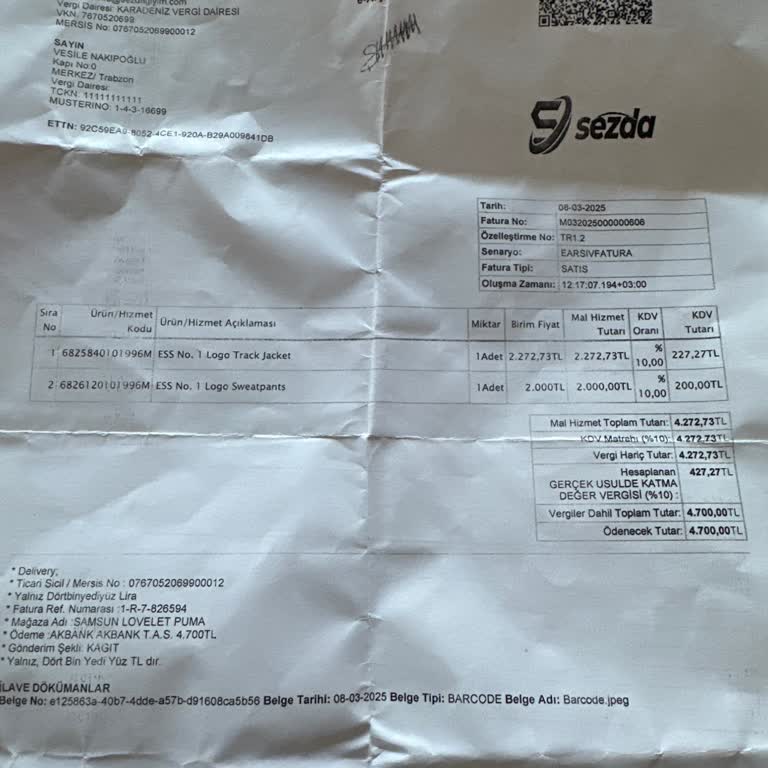 Vergi Dairesi: KARADENİZ VERGİ DAİRESİ
VKN: 7670520699
MERSIS No: 0767052069900012
SAYIN
VESİLE NAKIPOĞLU
Kapı No:0
MERKEZ/ Trabzon
Vergi Dairesi:
TCKN: 11111111111
MUSTERINO: 1-4-3-16699
ETTN: 92C59EA9-8052-4CE1-920A-B29A009841DB
sezda
Tarih: 08-03-2025
Fatura No: M032025000000606
Özelleştirme No: TR1.2
Senaryo: EARSIVFATURA
Fatura Tipi: SATIS
Oluşma Zamanı: 12:17:07.194+03:00
Sıra No Ürün/Hizmet Kodu Ürün/Hizmet Açıklaması Miktar Birim Fiyat Mal Hizmet Tutarı KDV Oranı KDV Tutarı
1 6825840101996M ESS No. 1 Logo Track Jacket 1Adet 2.272,73TL 2.272,73TL % 10,00 227,27TL
2 6826120101996M ESS No. 1 Logo Sweatpants 1Adet 2.000TL 2.000,00TL % 10,00 200,00TL
Mal Hizmet Toplam Tutarı: 4.272,73TL
KDV Matrahı (%10): 4.272,73TL
Vergi Hariç Tutar: 4.272,73TL
Hesaplanan 427,27TL
GERÇEK USULDE KATMA
DEĞER VERGİSİ (%10) :
Vergiler Dahil Toplam Tutar: 4.700,00TL
Ödenecek Tutar: 4.700,00TL
* Delivery;
* Ticari Sicil / Mersis No : 0767052069900012
* Yalnız Dörtbinyediyüz Lira
* Fatura Ref. Numarası :1-R-7-826594
* Mağaza Adı :SAMSUN LOVELET PUMA
* Ödeme :AKBANK AKBANK T.A.S. 4.700TL
* Gönderim Şekli: KAGIT
* Yalnız, Dört Bin Yedi Yüz TL dir.
İLAVE DÖKÜMANLAR
Belge No: e125863a-40b7-4dde-a57b-d91608ca5b56 Belge Tarihi: 08-03-2025 Belge Tipi: BARCODE Belge Adı: Barcode.jpeg